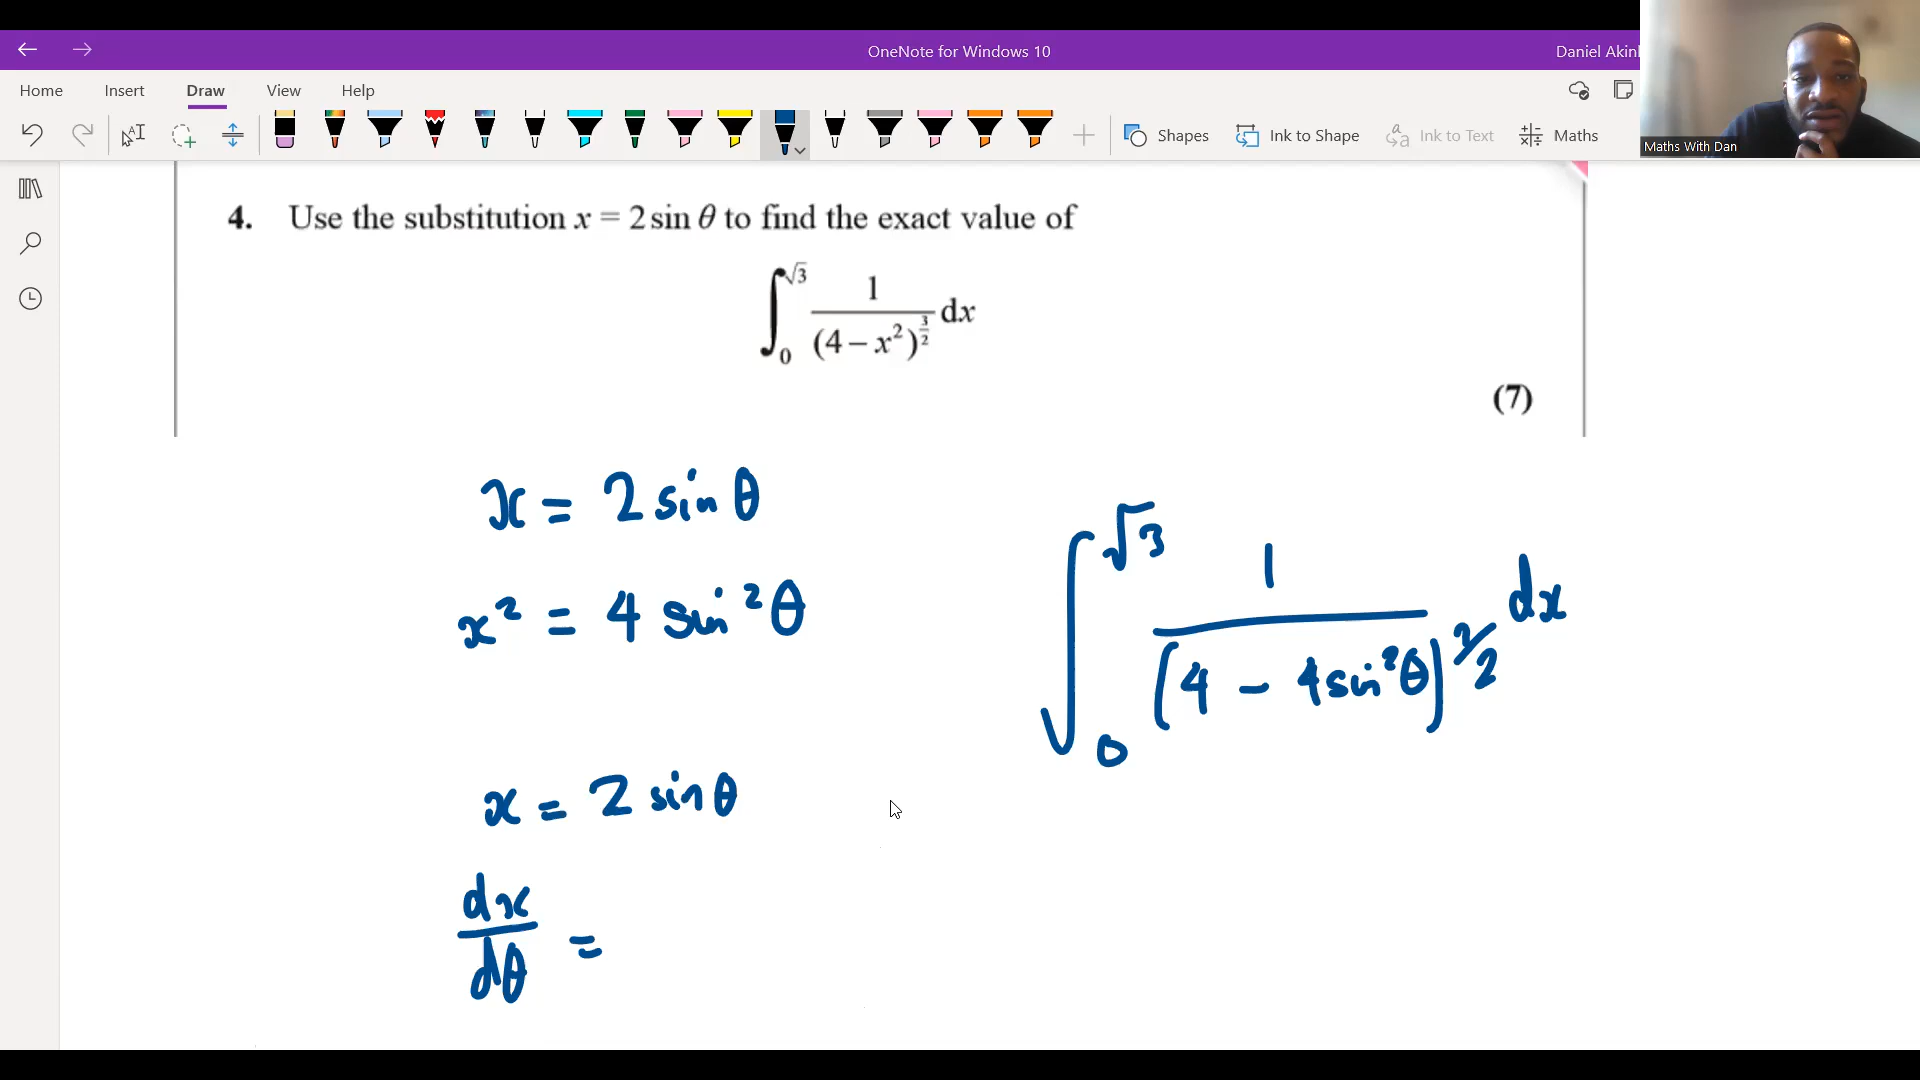 OneNote for Windows 10
Daniel Akin
Home Insert Draw View Help
Shapes Ink to Shape Ink to Text Maths
Maths With Dan
4. Use the substitution x = 2 sin θ to find the exact value of
∫₀^√3 1/(4 − x²)^(3/2) dx
(7)
x = 2 sin θ
x² = 4 sin²θ
∫₀^√3 1/(4 − 4sin²θ)^(3/2) dx
x = 2 sin θ
dx/dθ =